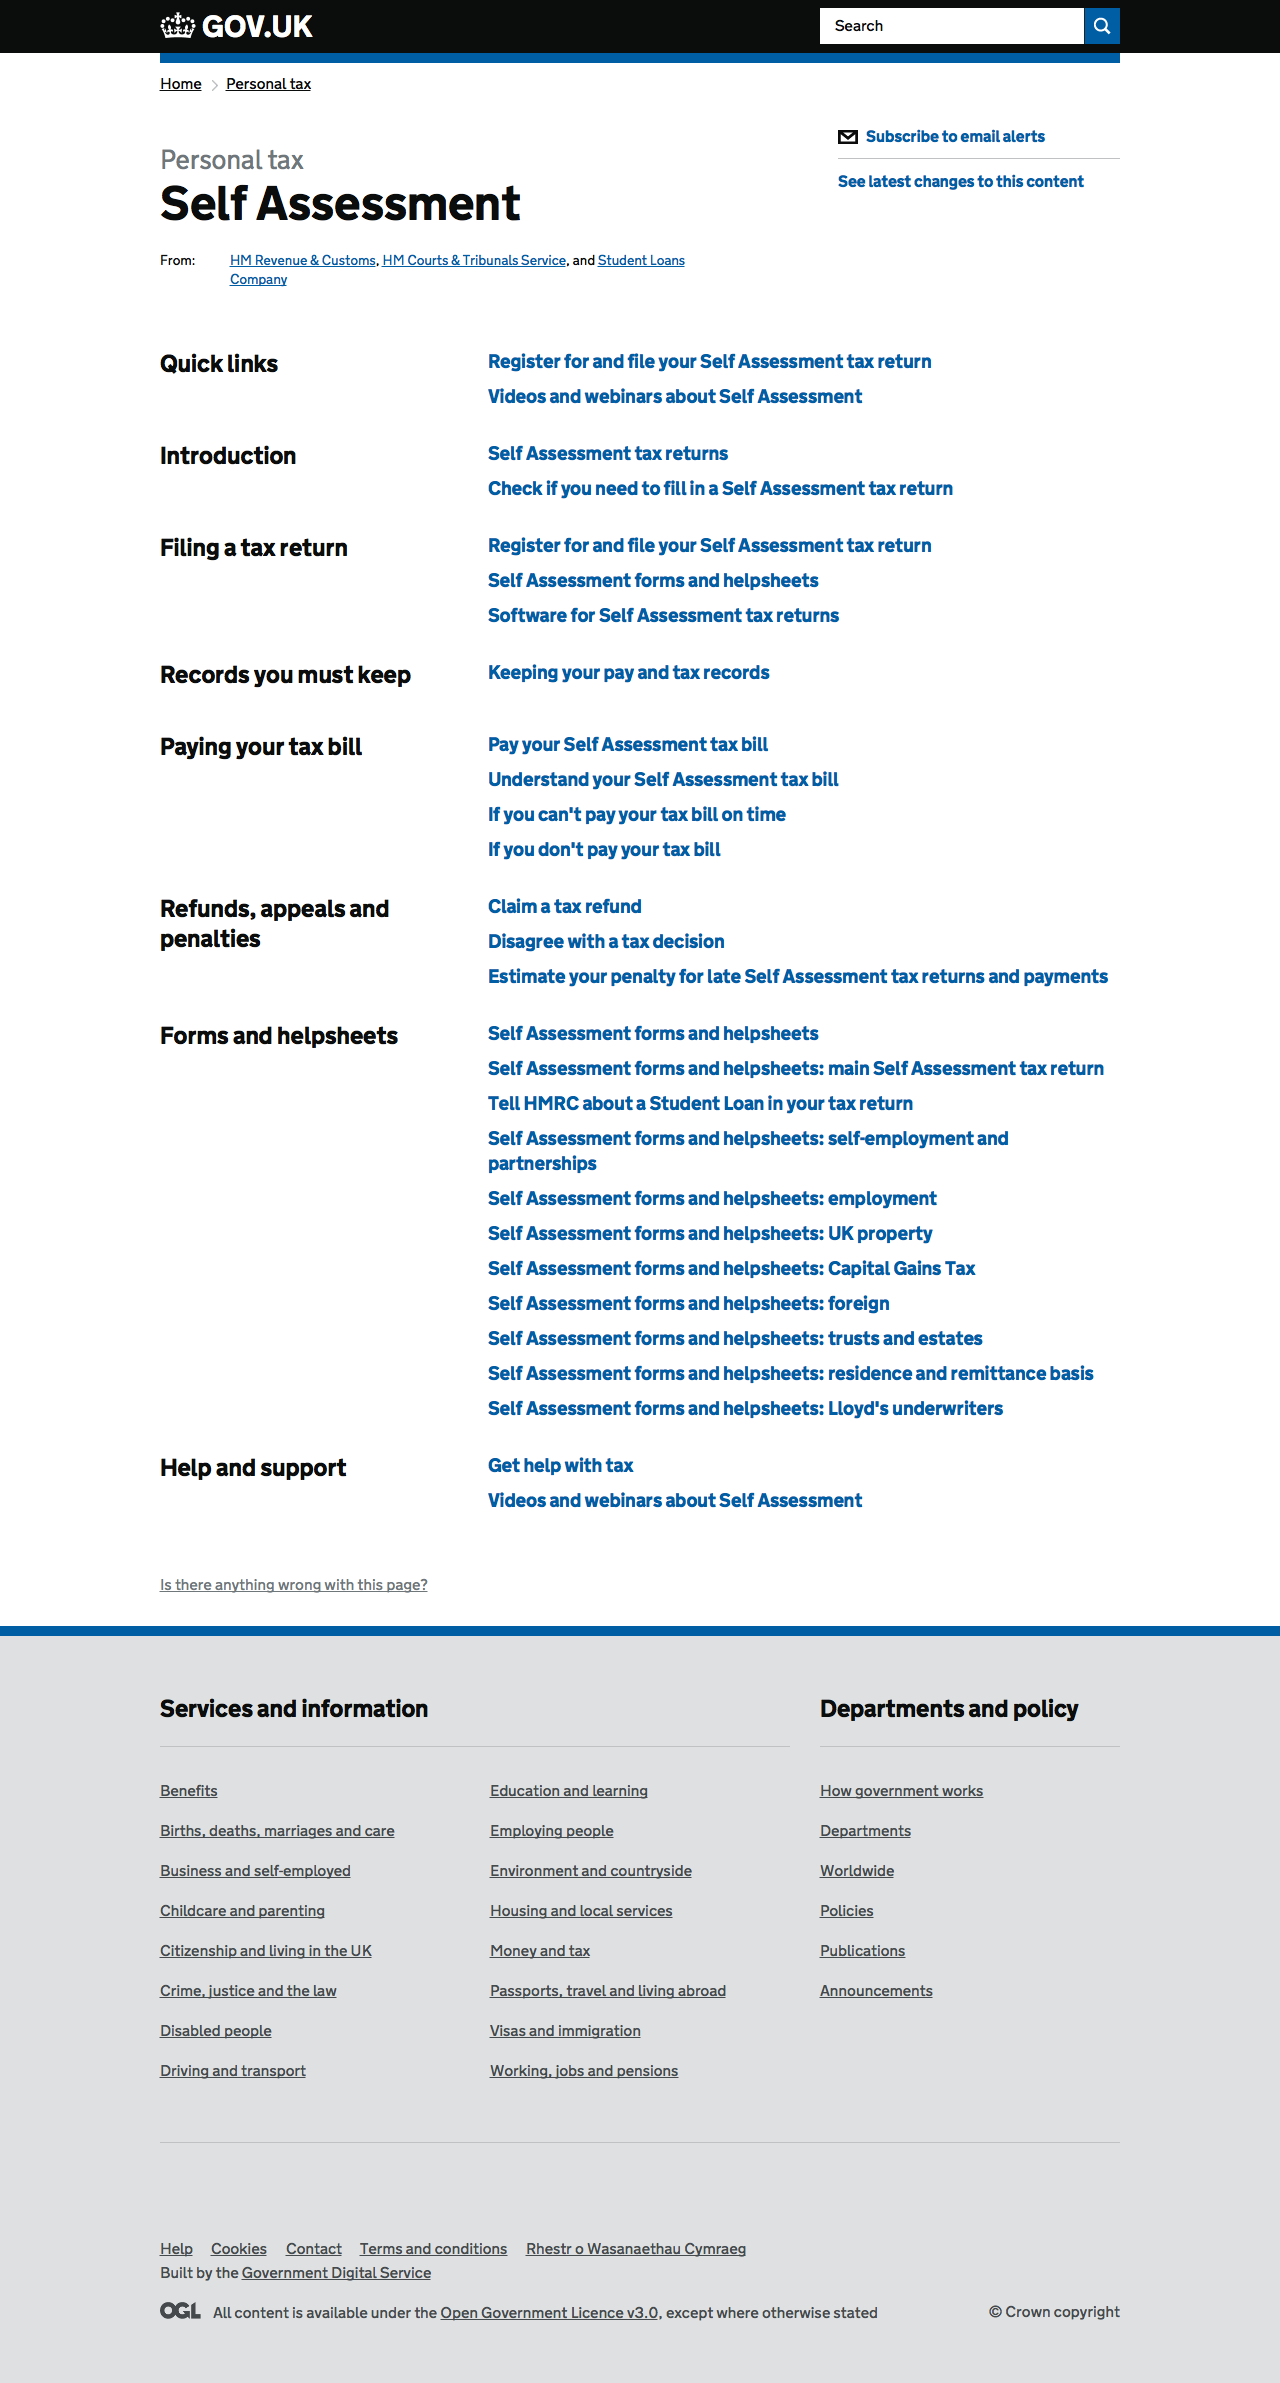 GOV.UK
Search
Home
Personal tax
Subscribe to email alerts
See latest changes to this content
Personal tax
Self Assessment
From: HM Revenue & Customs, HM Courts & Tribunals Service, and Student Loans
Company
Quick links
Register for and file your Self Assessment tax return
Videos and webinars about Self Assessment
Introduction
Self Assessment tax returns
Check if you need to fill in a Self Assessment tax return
Filing a tax return
Register for and file your Self Assessment tax return
Self Assessment forms and helpsheets
Software for Self Assessment tax returns
Records you must keep
Keeping your pay and tax records
Paying your tax bill
Pay your Self Assessment tax bill
Understand your Self Assessment tax bill
If you can't pay your tax bill on time
If you don't pay your tax bill
Refunds, appeals and
penalties
Claim a tax refund
Disagree with a tax decision
Estimate your penalty for late Self Assessment tax returns and payments
Forms and helpsheets
Self Assessment forms and helpsheets
Self Assessment forms and helpsheets: main Self Assessment tax return
Tell HMRC about a Student Loan in your tax return
Self Assessment forms and helpsheets: self-employment and
partnerships
Self Assessment forms and helpsheets: employment
Self Assessment forms and helpsheets: UK property
Self Assessment forms and helpsheets: Capital Gains Tax
Self Assessment forms and helpsheets: foreign
Self Assessment forms and helpsheets: trusts and estates
Self Assessment forms and helpsheets: residence and remittance basis
Self Assessment forms and helpsheets: Lloyd's underwriters
Help and support
Get help with tax
Videos and webinars about Self Assessment
Is there anything wrong with this page?
Services and information
Benefits
Births, deaths, marriages and care
Business and self-employed
Childcare and parenting
Citizenship and living in the UK
Crime, justice and the law
Disabled people
Driving and transport
Education and learning
Employing people
Environment and countryside
Housing and local services
Money and tax
Passports, travel and living abroad
Visas and immigration
Working, jobs and pensions
Departments and policy
How government works
Departments
Worldwide
Policies
Publications
Announcements
Help Cookies Contact Terms and conditions Rhestr o Wasanaethau Cymraeg
Built by the Government Digital Service
OGL All content is available under the Open Government Licence v3.0, except where otherwise stated
© Crown copyright